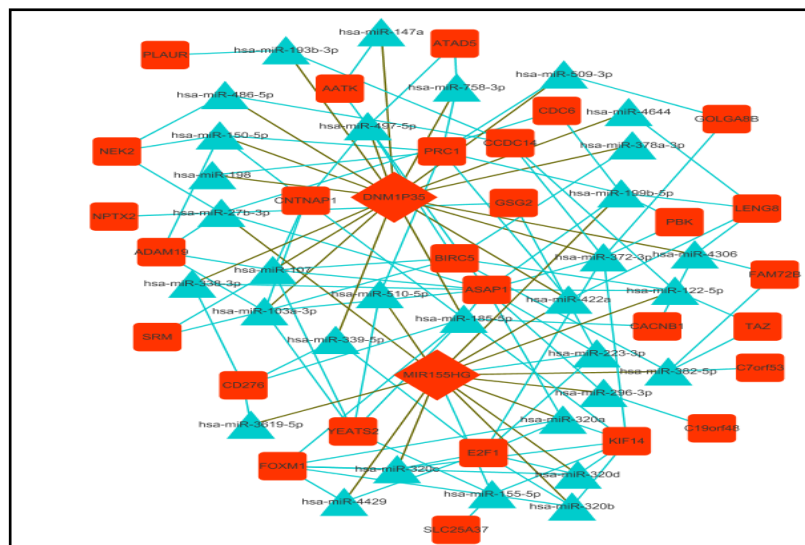 hsa-miR-147a
ATAD5
PLAUR
hsa-miR-193b-3p
hsa-miR-509-3p
AATK
hsa-miR-758-3p
hsa-miR-486-5p
CDC6
hsa-miR-4644
GOLGA8B
hsa-miR-497-5p
hsa-miR-150-5p
CCDC14
NEK2
PRC1
hsa-miR-378a-3p
hsa-miR-198
hsa-miR-199b-5p
CNTNAP1
DNM1P35
GSG2
LENG8
NPTX2
hsa-miR-27b-3p
PBK
ADAM19
BIRC5
hsa-miR-372-3p
hsa-miR-4306
hsa-miR-338-3p
hsa-miR-107
FAM72B
ASAP1
hsa-miR-122-5p
hsa-miR-510-5p
hsa-miR-422a
hsa-miR-103a-3p
hsa-miR-185-5p
CACNB1
TAZ
SRM
hsa-miR-339-5p
hsa-miR-223-3p
C7orf53
MIR155HG
hsa-miR-382-5p
CD276
hsa-miR-296-3p
hsa-miR-3619-5p
hsa-miR-320a
C19orf48
YEATS2
KIF14
E2F1
FOXM1
hsa-miR-320c
hsa-miR-320d
hsa-miR-4429
hsa-miR-155-5p
hsa-miR-320b
SLC25A37